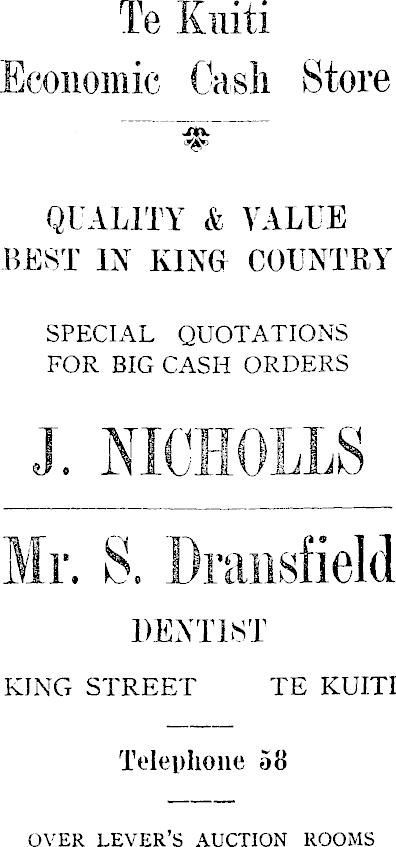 Te Kuiti
Economic Cash Store
QUALITY & VALUE
BEST IN KING COUNTRY
SPECIAL QUOTATIONS
FOR BIG CASH ORDERS
J. NICHOLLS
Mr. S. Dransfield
DENTIST
KING STREET TE KUITI
Telephone 58
OVER LEVER'S AUCTION ROOMS